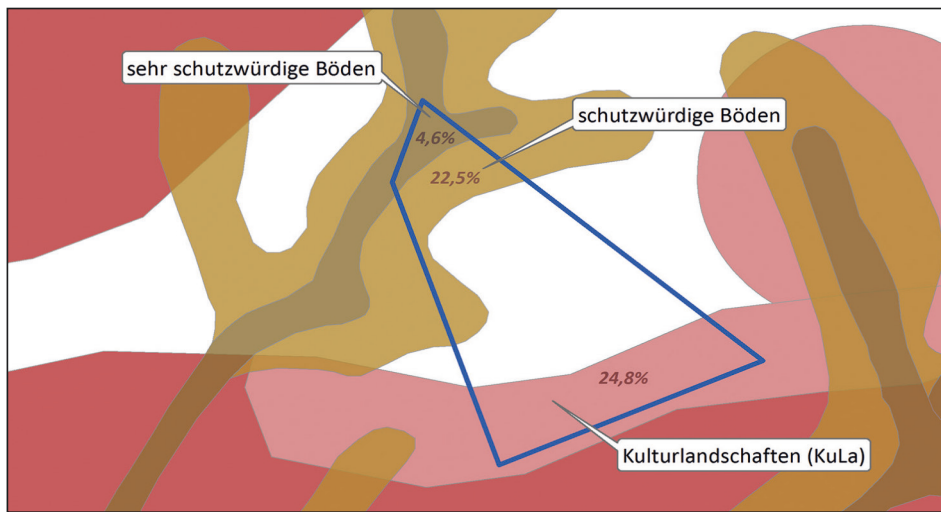 sehr schutzwürdige Böden
schutzwürdige Böden
4,6%
22,5%
24,8%
Kulturlandschaften (KuLa)